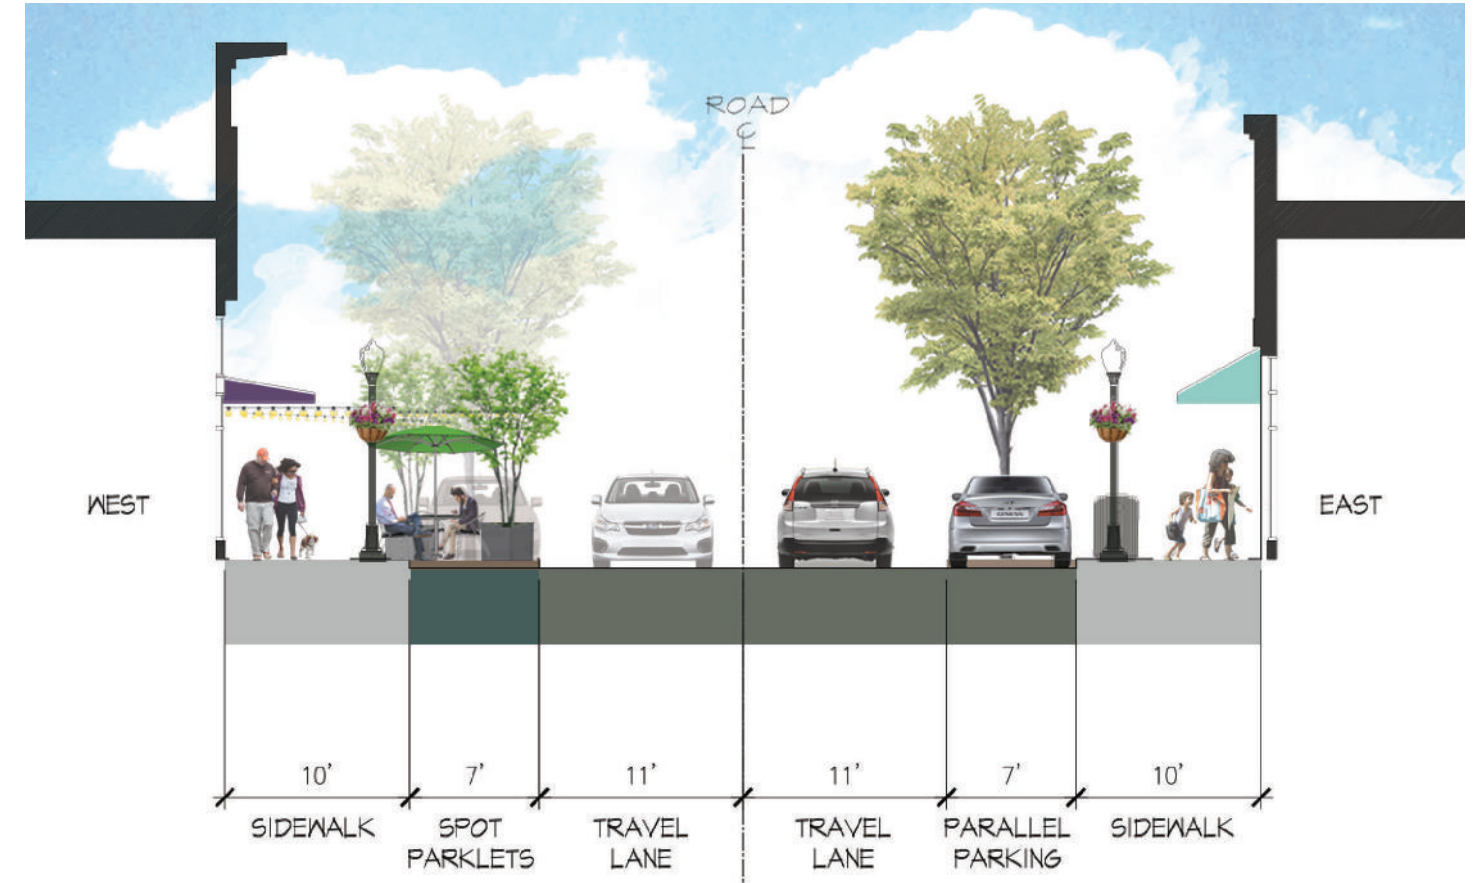 ROAD
℄
WEST
EAST
10' 7' 11' 11' 7' 10'
SIDEWALK SPOT TRAVEL TRAVEL PARALLEL SIDEWALK
PARKLETS LANE LANE PARKING